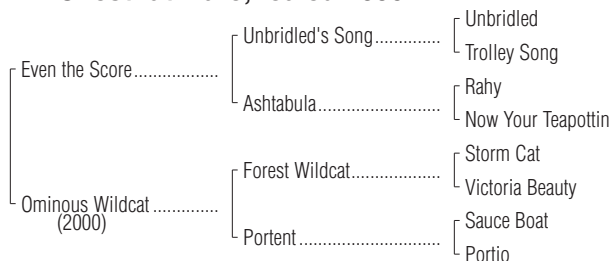 Unbridled
Unbridled's Song
Trolley Song
Even the Score
Rahy
Ashtabula
Now Your Teapottin
Storm Cat
Forest Wildcat
Victoria Beauty
Ominous Wildcat
(2000)
Sauce Boat
Portent
Portio